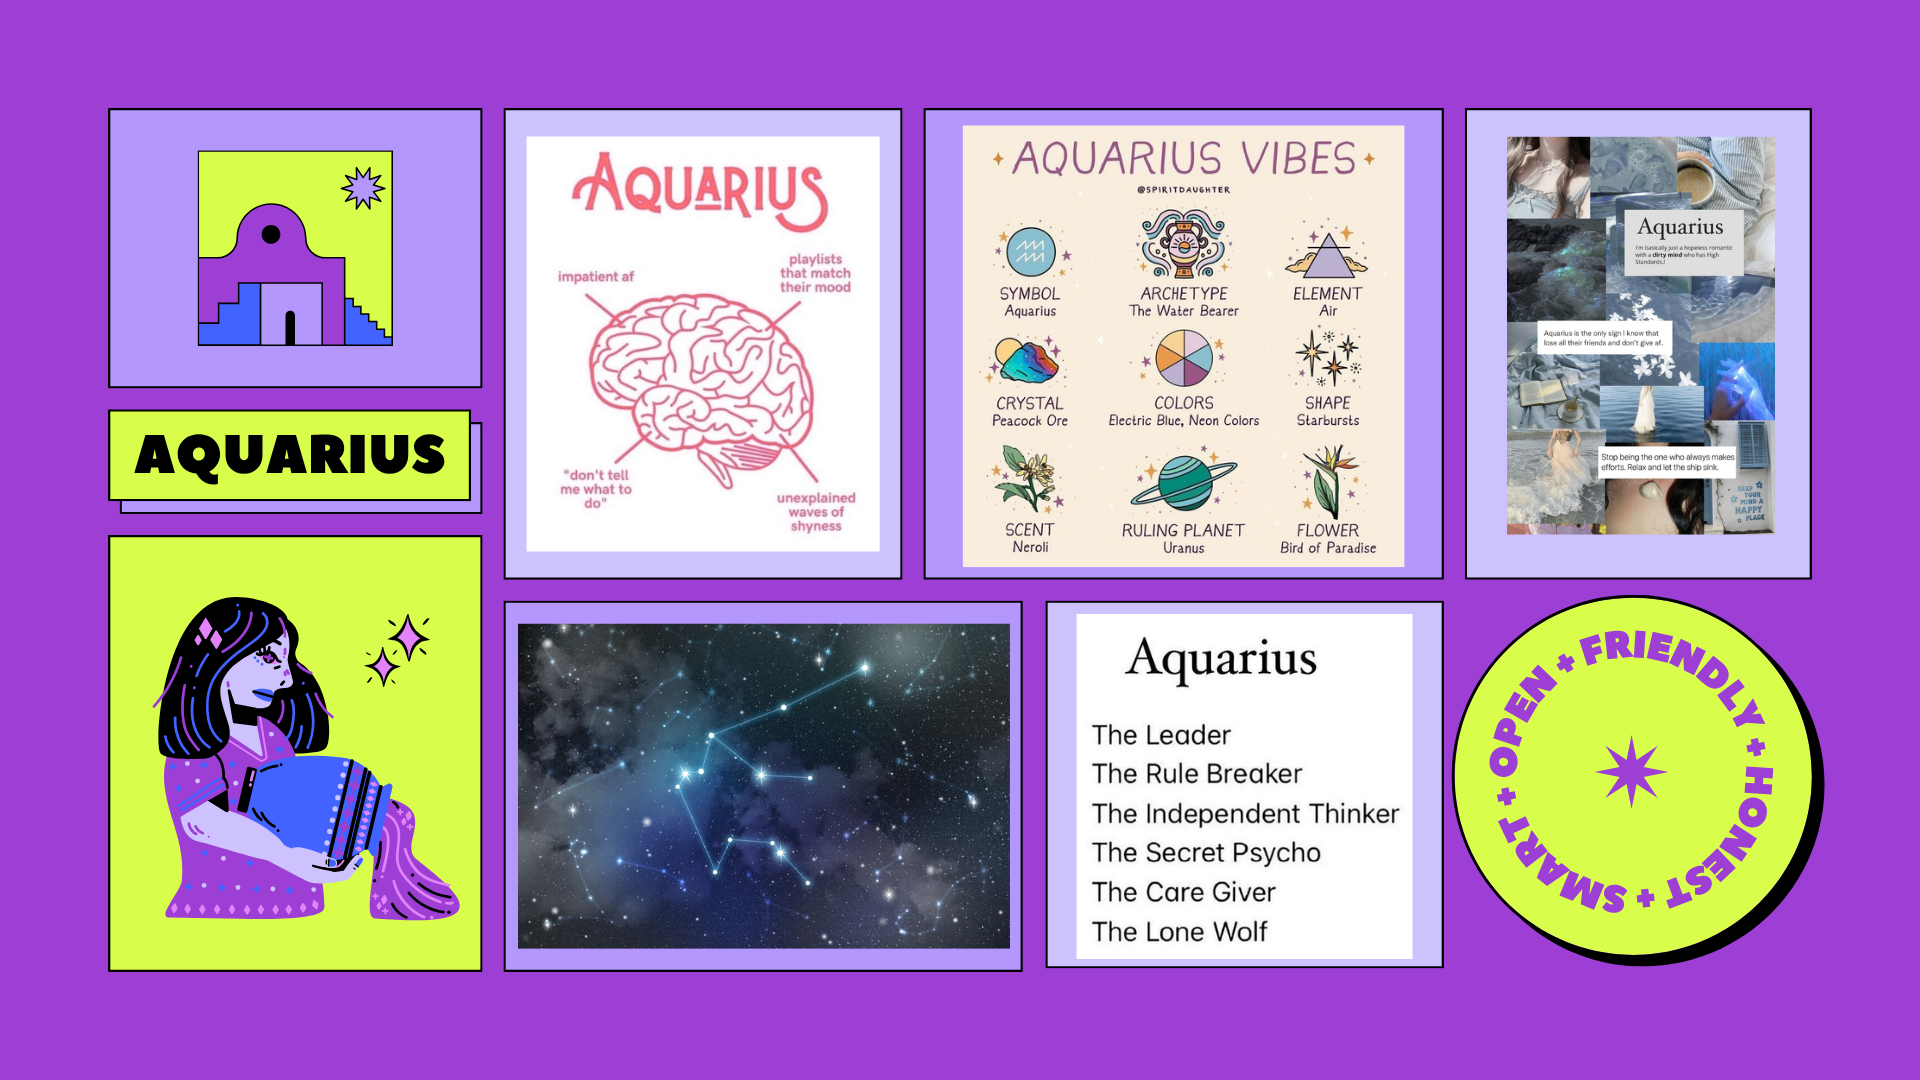 AQUARIUS
AQUARIUS
impatient af
playlists
that match
their mood
"don't tell
me what to
do"
unexplained
waves of
shyness
AQUARIUS VIBES
@SPIRITDAUGHTER
SYMBOL
Aquarius
ARCHETYPE
The Water Bearer
ELEMENT
Air
CRYSTAL
Peacock Ore
COLORS
Electric Blue, Neon Colors
SHAPE
Starbursts
SCENT
Neroli
RULING PLANET
Uranus
FLOWER
Bird of Paradise
Aquarius
I'm basically just a hopeless romantic
with a dirty mind who has High
Standards.!
Aquarius is the only sign I know that
lose all their friends and don't give af.
Stop being the one who always makes
efforts. Relax and let the ship sink.
KEEP
YOUR
MIND A
HAPPY
PLACE
Aquarius
The Leader
The Rule Breaker
The Independent Thinker
The Secret Psycho
The Care Giver
The Lone Wolf
OPEN + FRIENDLY + HONEST + SMART +